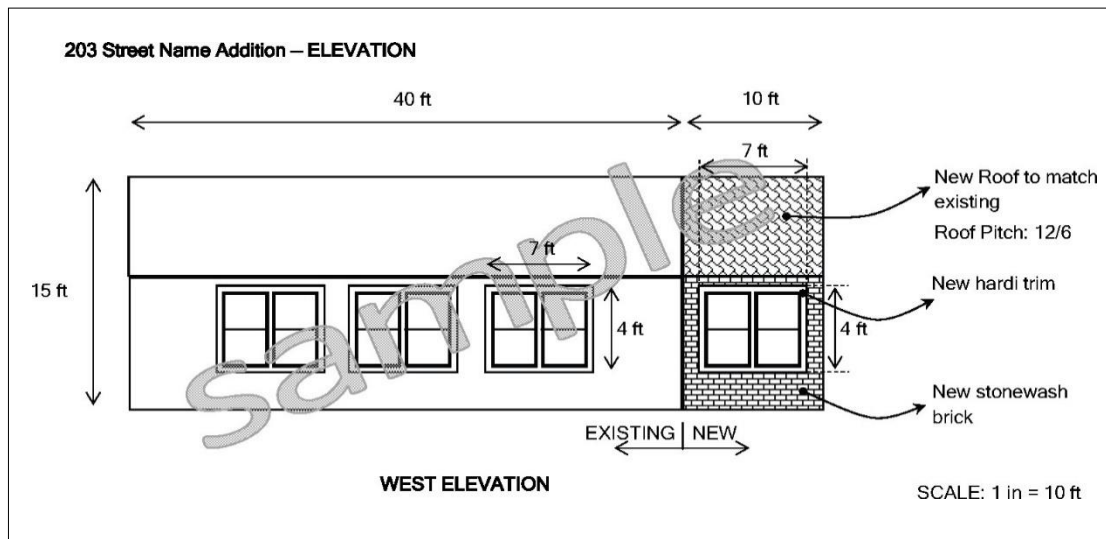 203 Street Name Addition – ELEVATION
40 ft
10 ft
7 ft
New Roof to match
existing
Roof Pitch: 12/6
7 ft
15 ft
New hardi trim
4 ft
4 ft
New stonewash
brick
EXISTING | NEW
WEST ELEVATION
SCALE: 1 in = 10 ft
sample